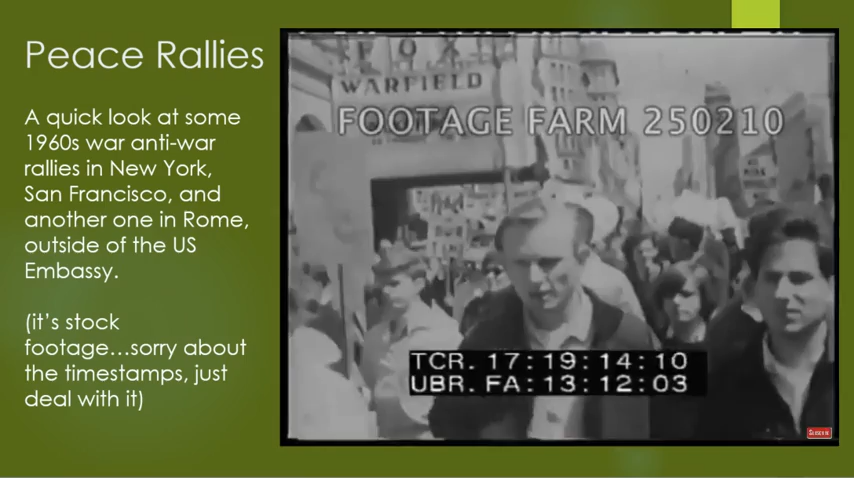 Peace Rallies
A quick look at some
1960s war anti-war
rallies in New York,
San Francisco, and
another one in Rome,
outside of the US
Embassy.
(it's stock
footage...sorry about
the timestamps, just
deal with it)
FOX
WARFIELD
FOOTAGE FARM 250210
TCR. 17:19:14:10
UBR. FA:13:12:03